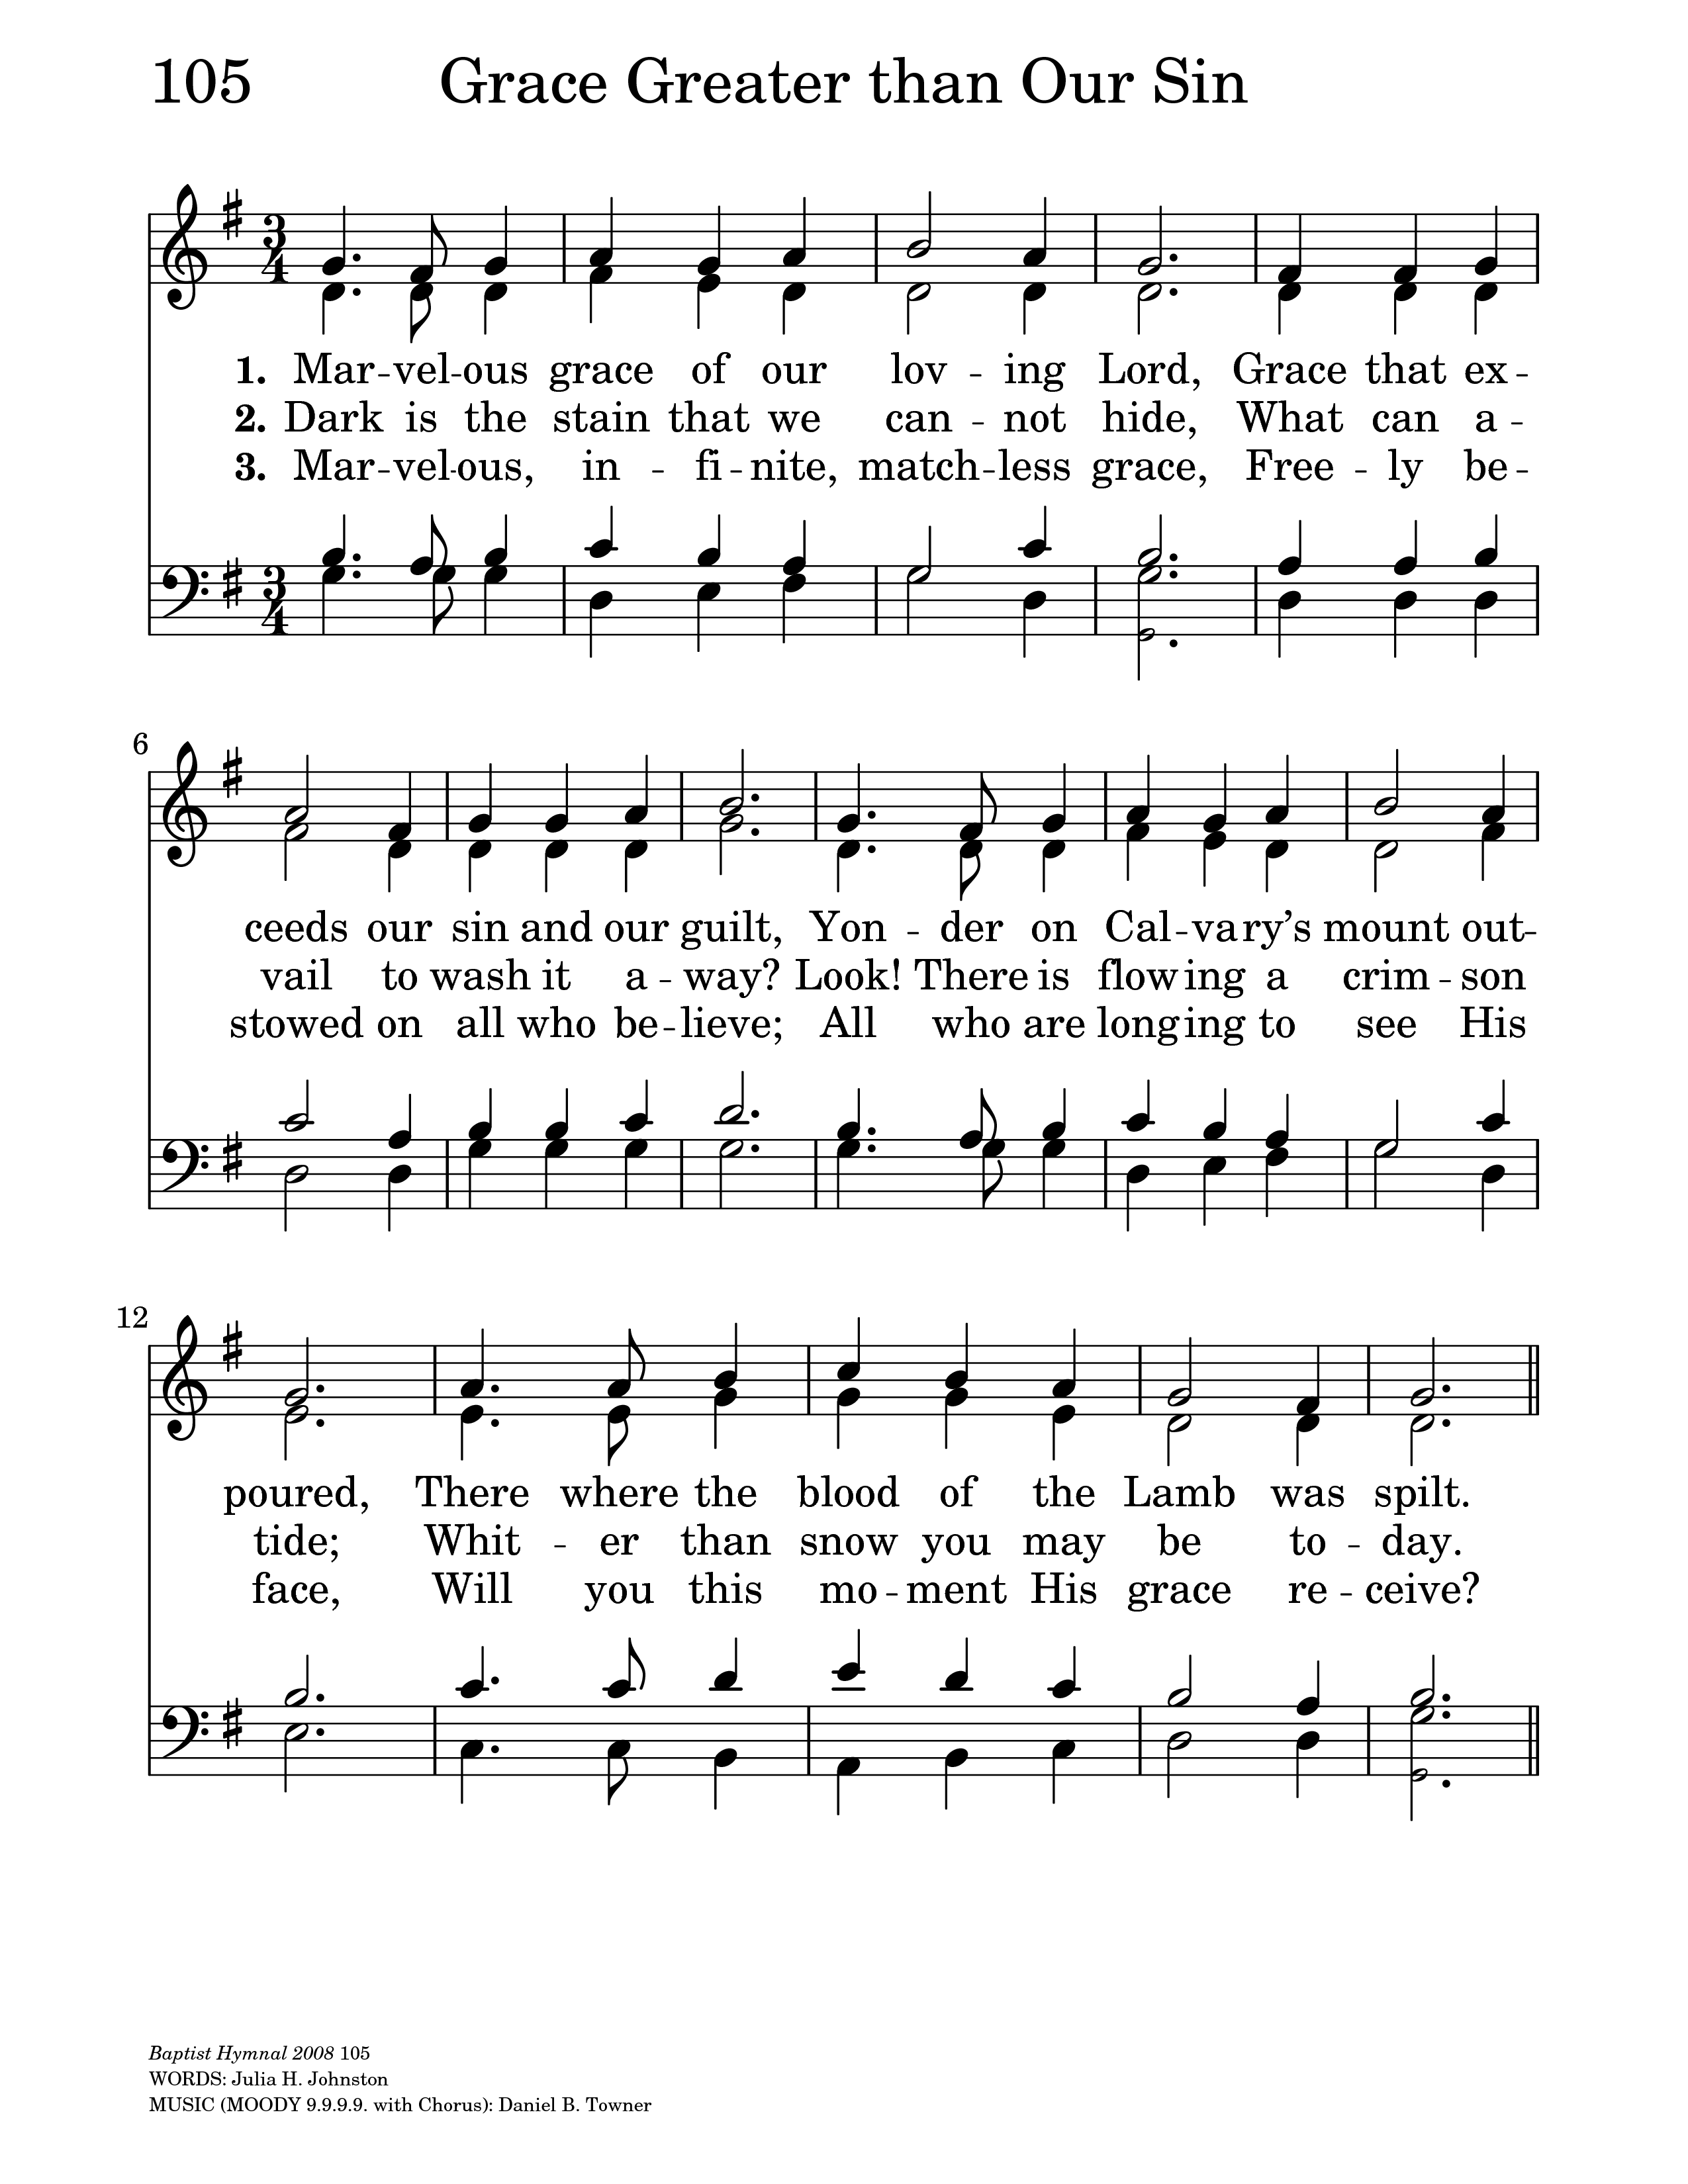 105 Grace Greater than Our Sin
3
4
1. Mar - vel - ous grace of our lov - ing Lord, Grace that ex -
2. Dark is the stain that we can - not hide, What can a -
3. Mar - vel - ous, in - fi - nite, match - less grace, Free - ly be -
3
4
6
ceeds our sin and our guilt, Yon - der on Cal - va - ry’s mount out -
vail to wash it a - way? Look! There is flow - ing a crim - son
stowed on all who be - lieve; All who are long - ing to see His
12
poured, There where the blood of the Lamb was spilt.
tide; Whit - er than snow you may be to - day.
face, Will you this mo - ment His grace re - ceive?
Baptist Hymnal 2008 105
WORDS: Julia H. Johnston
MUSIC (MOODY 9.9.9.9. with Chorus): Daniel B. Towner